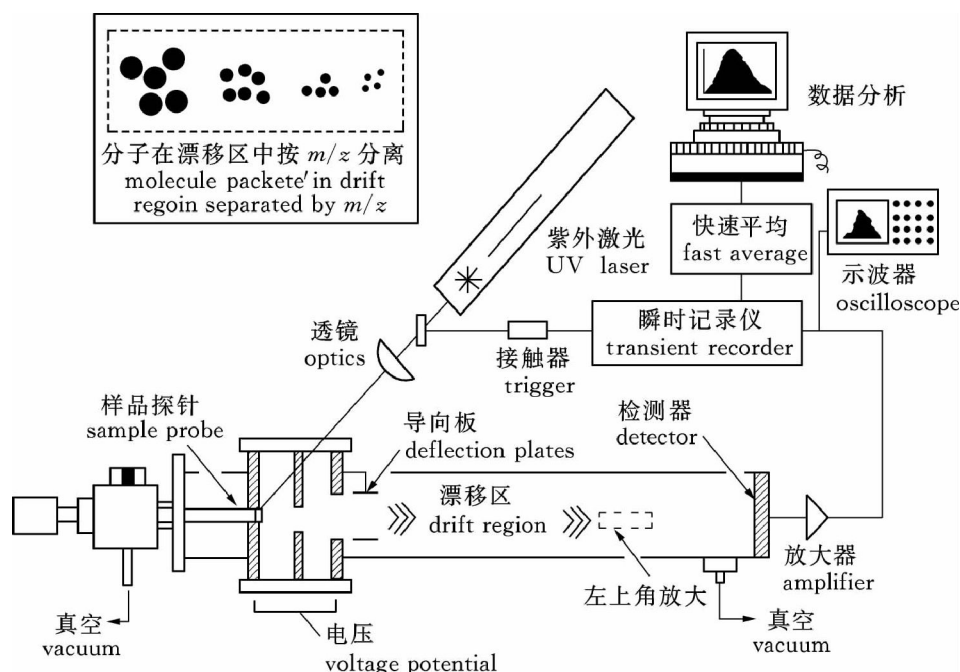 分子在漂移区中按 m/z 分离
molecule packete' in drift
regoin separated by m/z
数据分析
紫外激光
UV laser
快速平均
fast average
示波器
oscilloscope
透镜
optics
接触器
trigger
瞬时记录仪
transient recorder
样品探针
sample probe
导向板
deflection plates
检测器
detector
漂移区
drift region
放大器
amplifier
左上角放大
真空
vacuum
电压
voltage potential
真空
vacuum